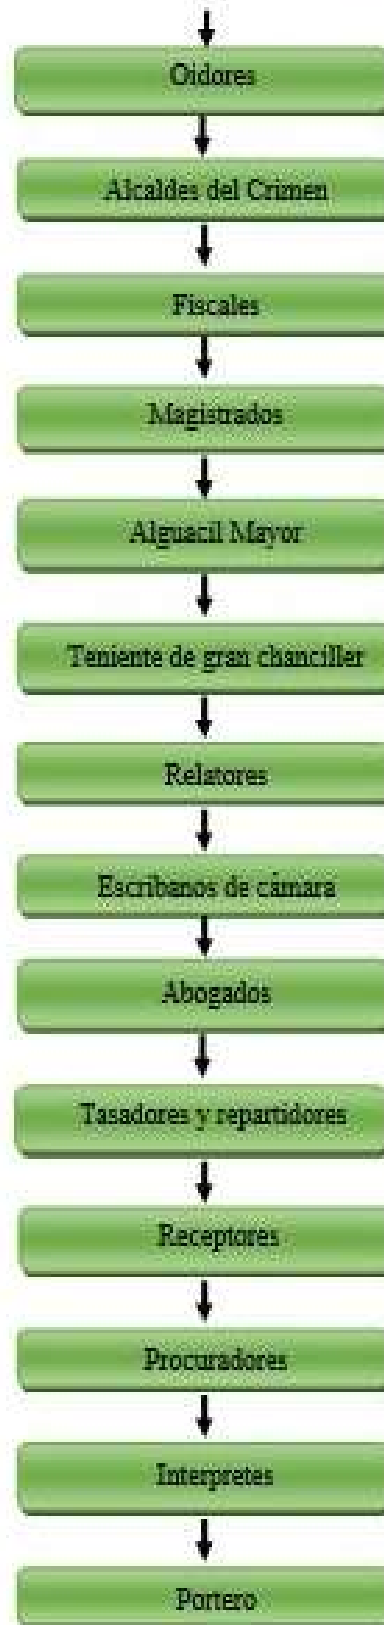 Oidores
Alcaldes del Crimen
Fiscales
Magistrados
Alguacil Mayor
Teniente de gran chanciller
Relatores
Escribanos de cámara
Abogados
Tasadores y repartidores
Receptores
Procuradores
Interpretes
Portero